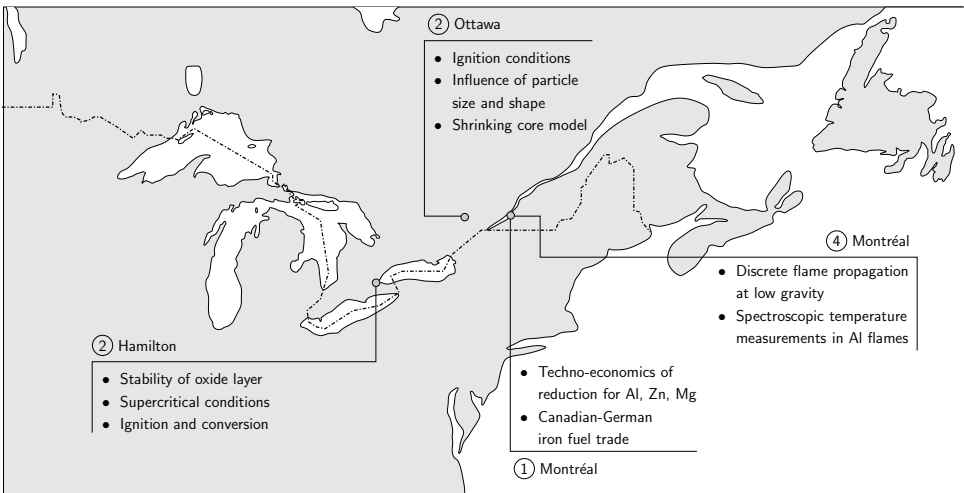 ② Ottawa
• Ignition conditions
• Influence of particle
size and shape
• Shrinking core model
④ Montréal
• Discrete flame propagation
at low gravity
• Spectroscopic temperature
measurements in Al flames
② Hamilton
• Stability of oxide layer
• Supercritical conditions
• Ignition and conversion
• Techno-economics of
reduction for Al, Zn, Mg
• Canadian-German
iron fuel trade
① Montréal